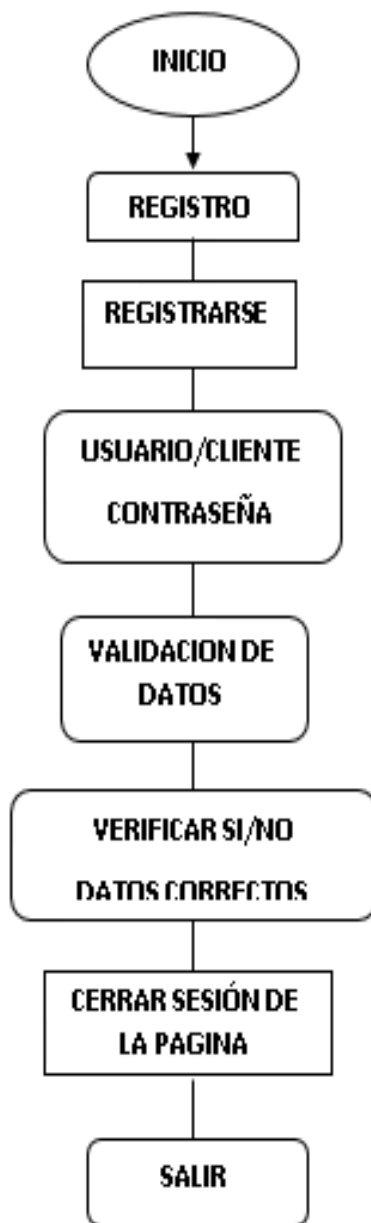 INICIO
REGISTRO
REGISTRARSE
USUARIO/CLIENTE
CONTRASEÑA
VALIDACION DE
DATOS
VERIFICAR SI/NO
DATOS CORRECTOS
CERRAR SESIÓN DE
LA PAGINA
SALIR